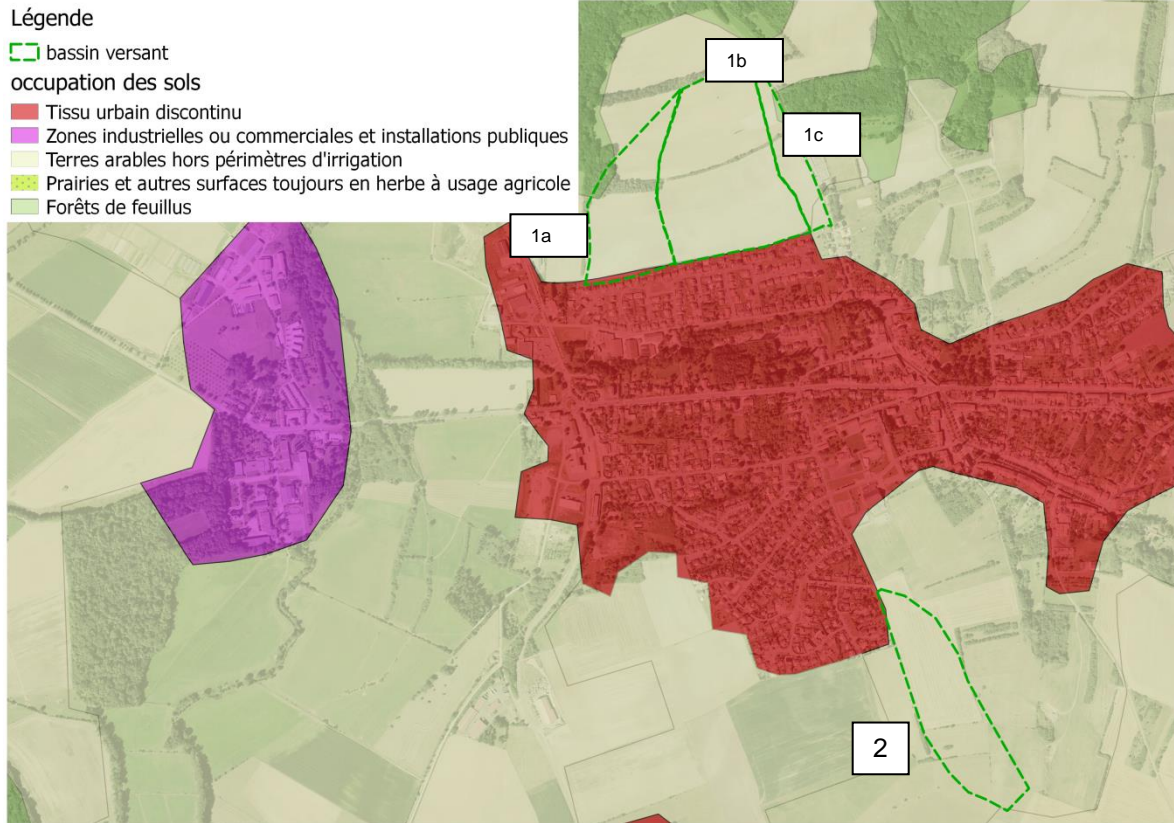 Légende
bassin versant
occupation des sols
Tissu urbain discontinu
Zones industrielles ou commerciales et installations publiques
Terres arables hors périmètres d'irrigation
Prairies et autres surfaces toujours en herbe à usage agricole
Forêts de feuillus
1b
1c
1a
2